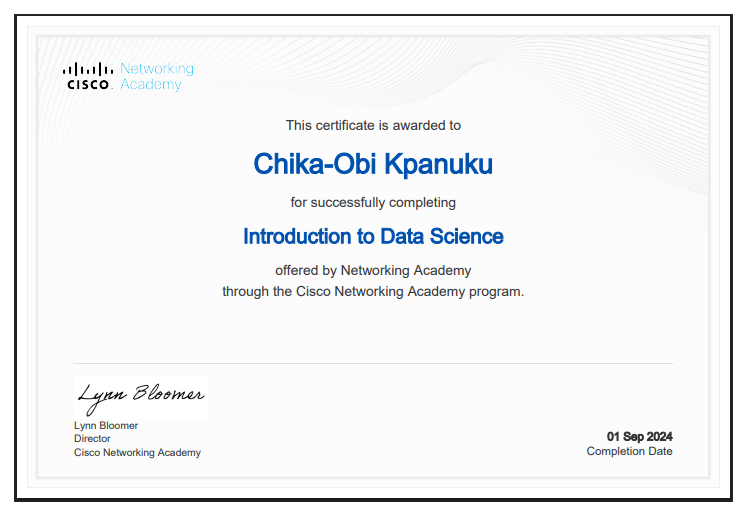 CISCO. Networking Academy
This certificate is awarded to
Chika-Obi Kpanuku
for successfully completing
Introduction to Data Science
offered by Networking Academy
through the Cisco Networking Academy program.
Lynn Bloomer
Lynn Bloomer
Director
Cisco Networking Academy
01 Sep 2024
Completion Date